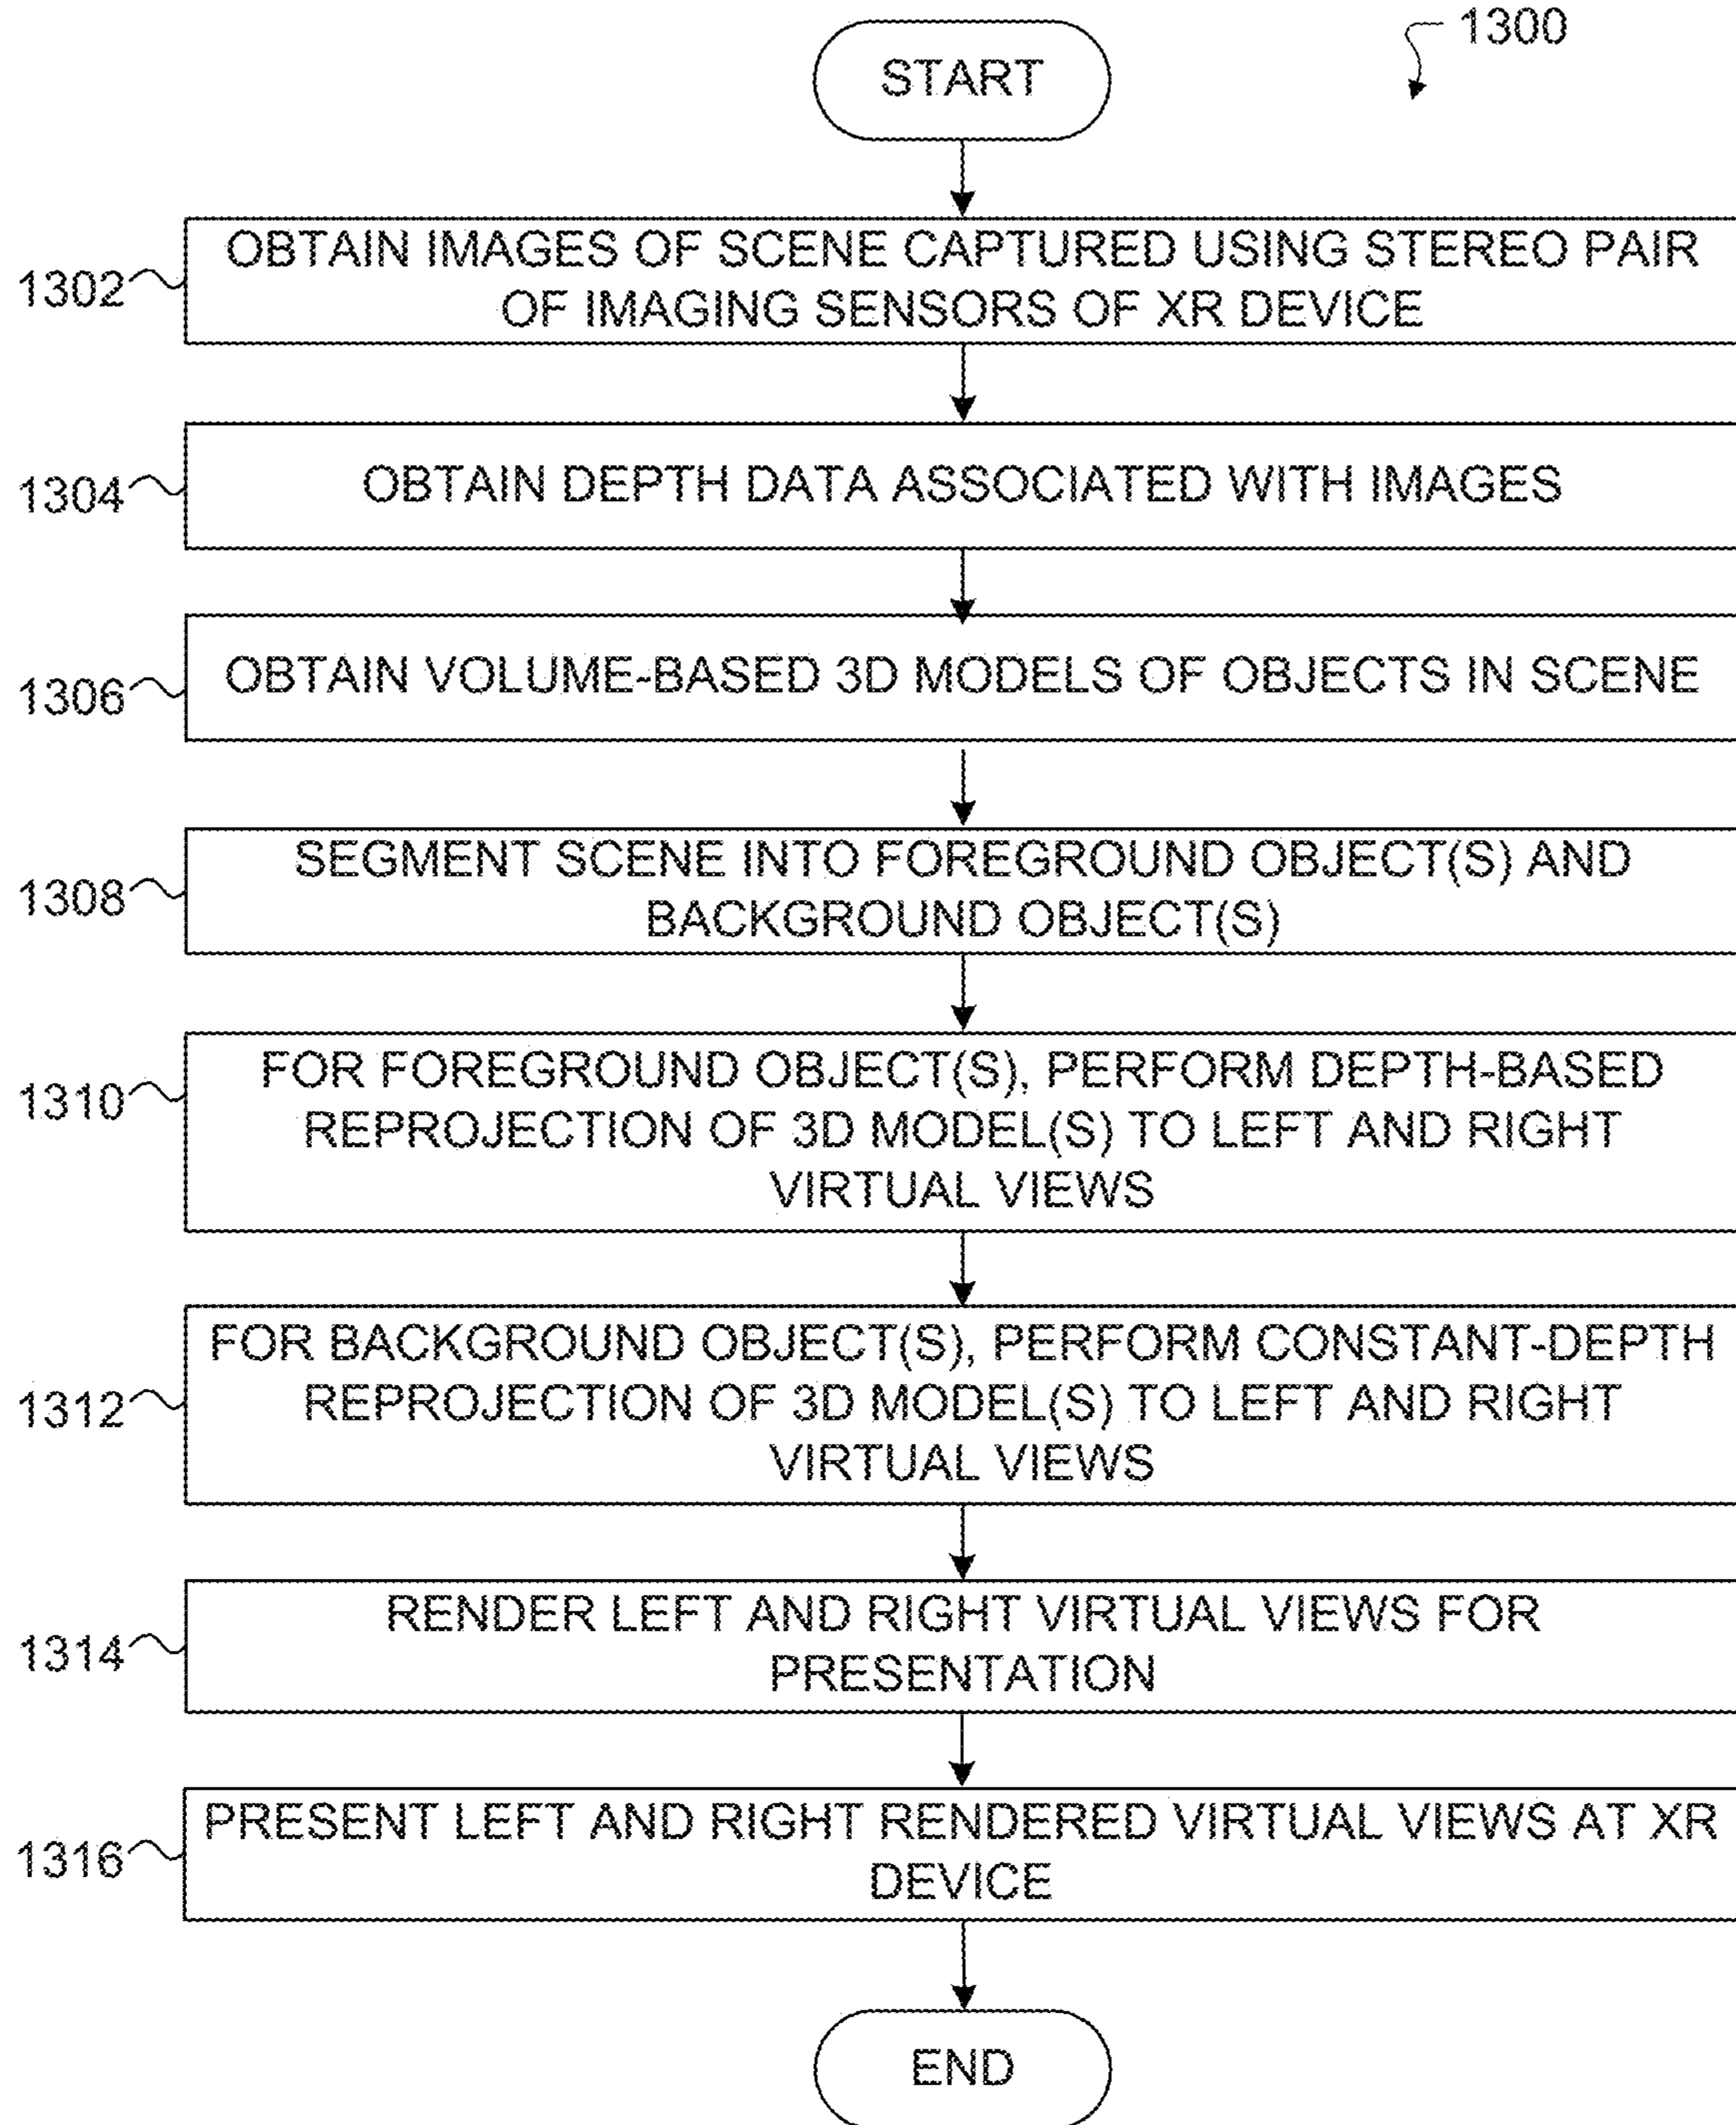 1300
START
1302
OBTAIN IMAGES OF SCENE CAPTURED USING STEREO PAIR
OF IMAGING SENSORS OF XR DEVICE
1304
OBTAIN DEPTH DATA ASSOCIATED WITH IMAGES
1306
OBTAIN VOLUME-BASED 3D MODELS OF OBJECTS IN SCENE
1308
SEGMENT SCENE INTO FOREGROUND OBJECT(S) AND
BACKGROUND OBJECT(S)
1310
FOR FOREGROUND OBJECT(S), PERFORM DEPTH-BASED
REPROJECTION OF 3D MODEL(S) TO LEFT AND RIGHT
VIRTUAL VIEWS
1312
FOR BACKGROUND OBJECT(S), PERFORM CONSTANT-DEPTH
REPROJECTION OF 3D MODEL(S) TO LEFT AND RIGHT
VIRTUAL VIEWS
1314
RENDER LEFT AND RIGHT VIRTUAL VIEWS FOR
PRESENTATION
1316
PRESENT LEFT AND RIGHT RENDERED VIRTUAL VIEWS AT XR
DEVICE
END